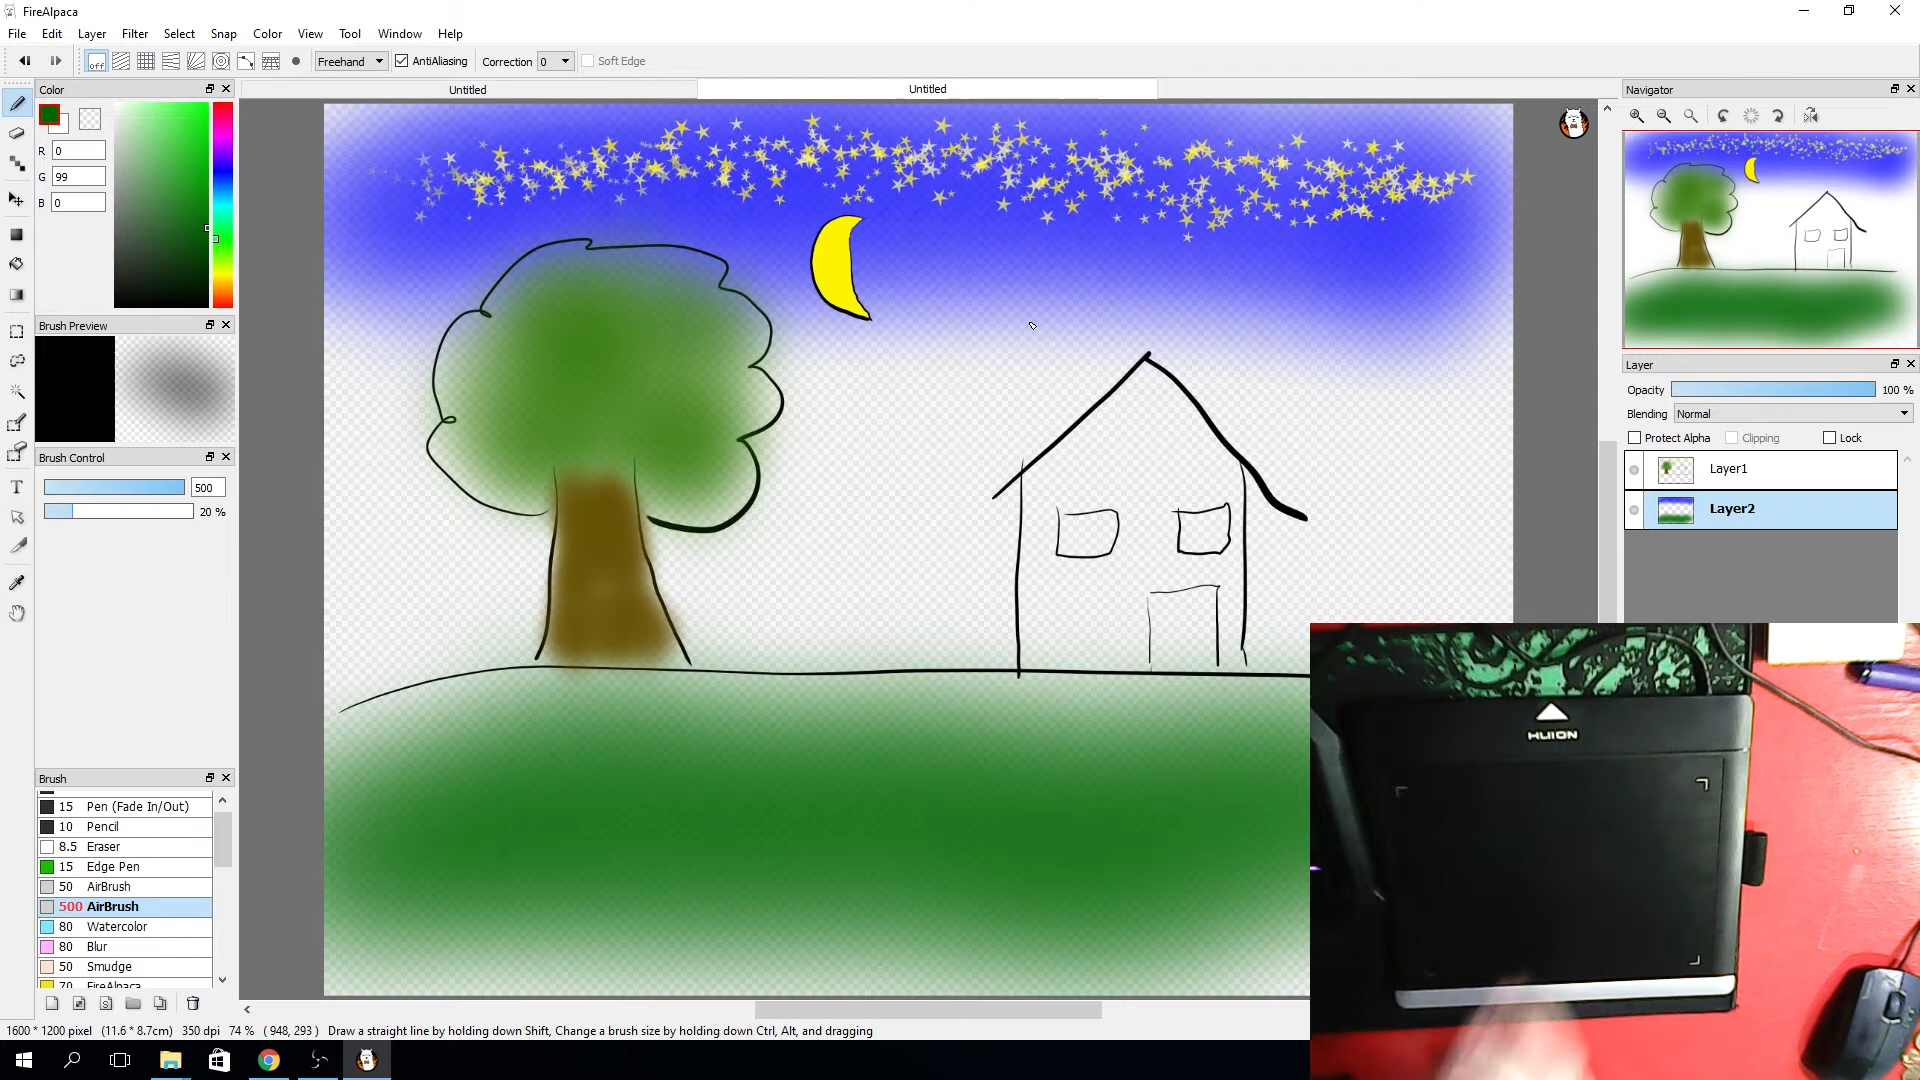 FireAlpaca
File Edit Layer Filter Select Snap Color View Tool Window Help
off Freehand AntiAliasing Correction 0 Soft Edge
Color
R 0
G 99
B 0
Brush Preview
Brush Control
500
20 %
Brush
15 Pen (Fade In/Out)
10 Pencil
8.5 Eraser
15 Edge Pen
50 AirBrush
500 AirBrush
80 Watercolor
80 Blur
50 Smudge
70 FireAlpaca
Untitled Untitled
Navigator
Layer
Opacity 100 %
Blending Normal
Protect Alpha Clipping Lock
Layer1
Layer2
HUION
1600 * 1200 pixel (11.6 * 8.7cm) 350 dpi 74 % ( 948, 293 ) Draw a straight line by holding down Shift, Change a brush size by holding down Ctrl, Alt, and dragging